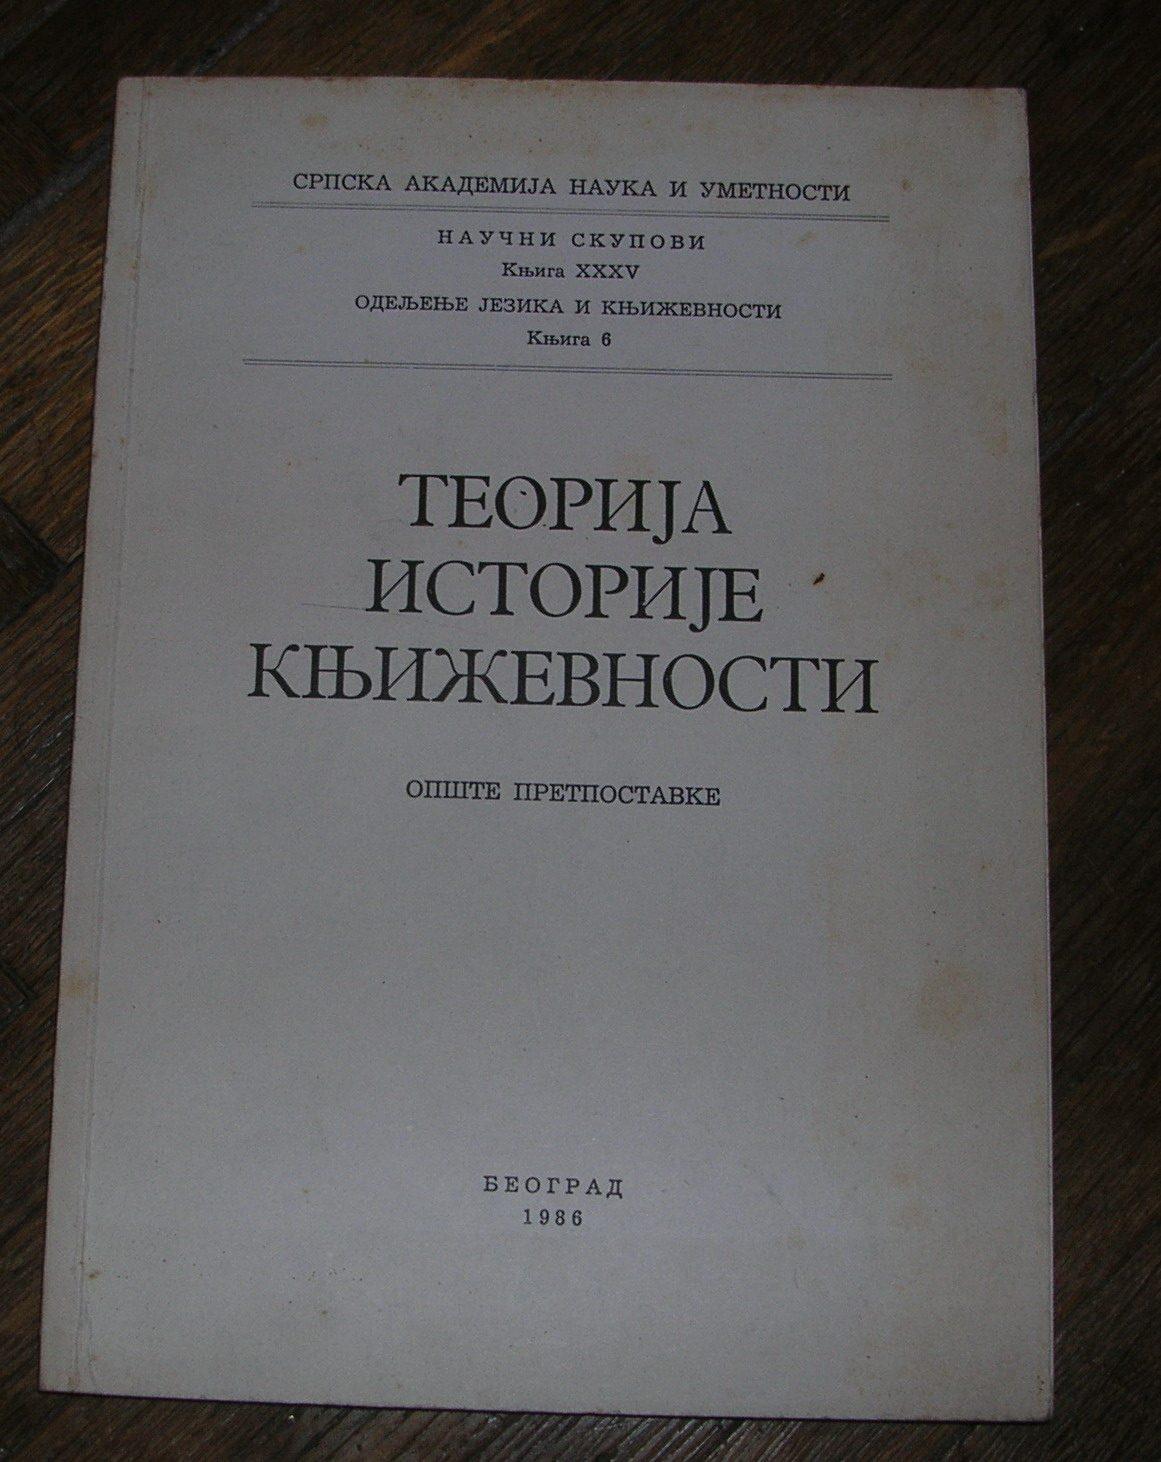 СРПСКА АКАДЕМИЈА НАУКА И УМЕТНОСТИ
НАУЧНИ СКУПОВИ
Књига XXXV
ОДЕЉЕЊЕ ЈЕЗИКА И КЊИЖЕВНОСТИ
Књига 6
ТЕОРИЈА
ИСТОРИЈЕ
КЊИЖЕВНОСТИ
ОПШТЕ ПРЕТПОСТАВКЕ
БЕОГРАД
1986